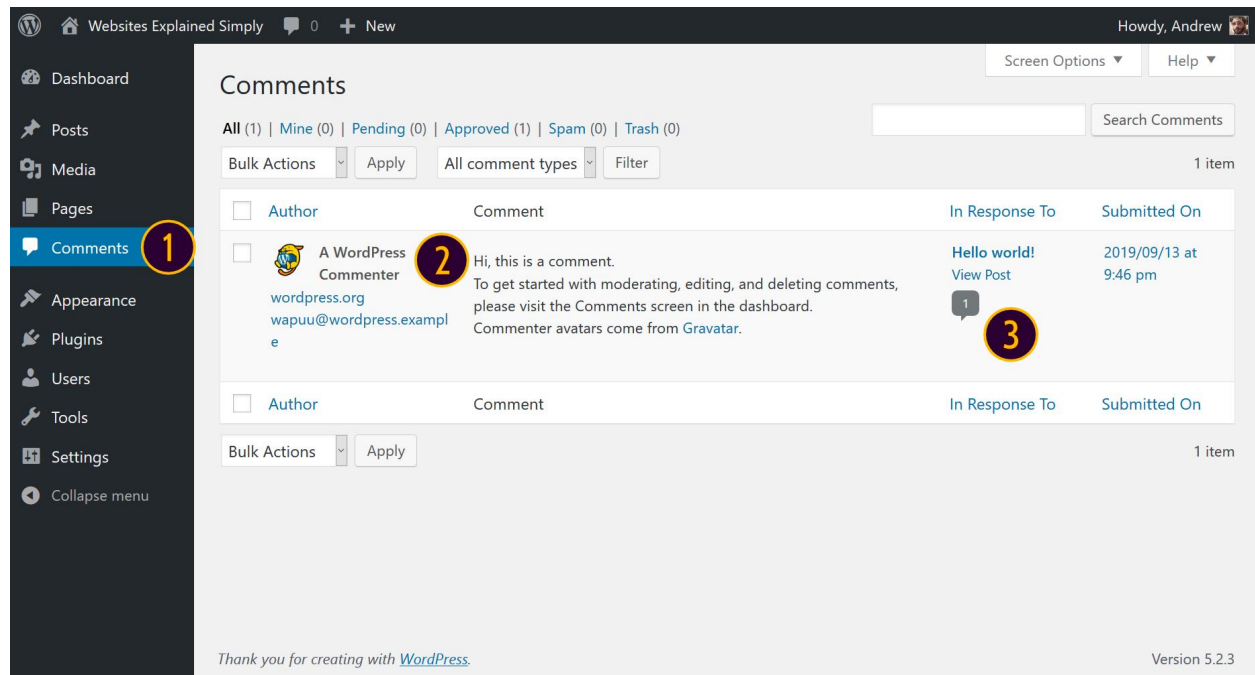 Websites Explained Simply 0 + New Howdy, Andrew
Dashboard
Posts
Media
Pages
Comments 1
Appearance
Plugins
Users
Tools
Settings
Collapse menu
Screen Options ▼ Help ▼
Comments
All (1) | Mine (0) | Pending (0) | Approved (1) | Spam (0) | Trash (0)
Search Comments
Bulk Actions Apply All comment types Filter 1 item
Author Comment In Response To Submitted On
A WordPress
Commenter
wordpress.org
wapuu@wordpress.exampl
e
2
Hi, this is a comment.
To get started with moderating, editing, and deleting comments,
please visit the Comments screen in the dashboard.
Commenter avatars come from Gravatar.
Hello world!
View Post
1
3
2019/09/13 at
9:46 pm
Author Comment In Response To Submitted On
Bulk Actions Apply 1 item
Thank you for creating with WordPress. Version 5.2.3